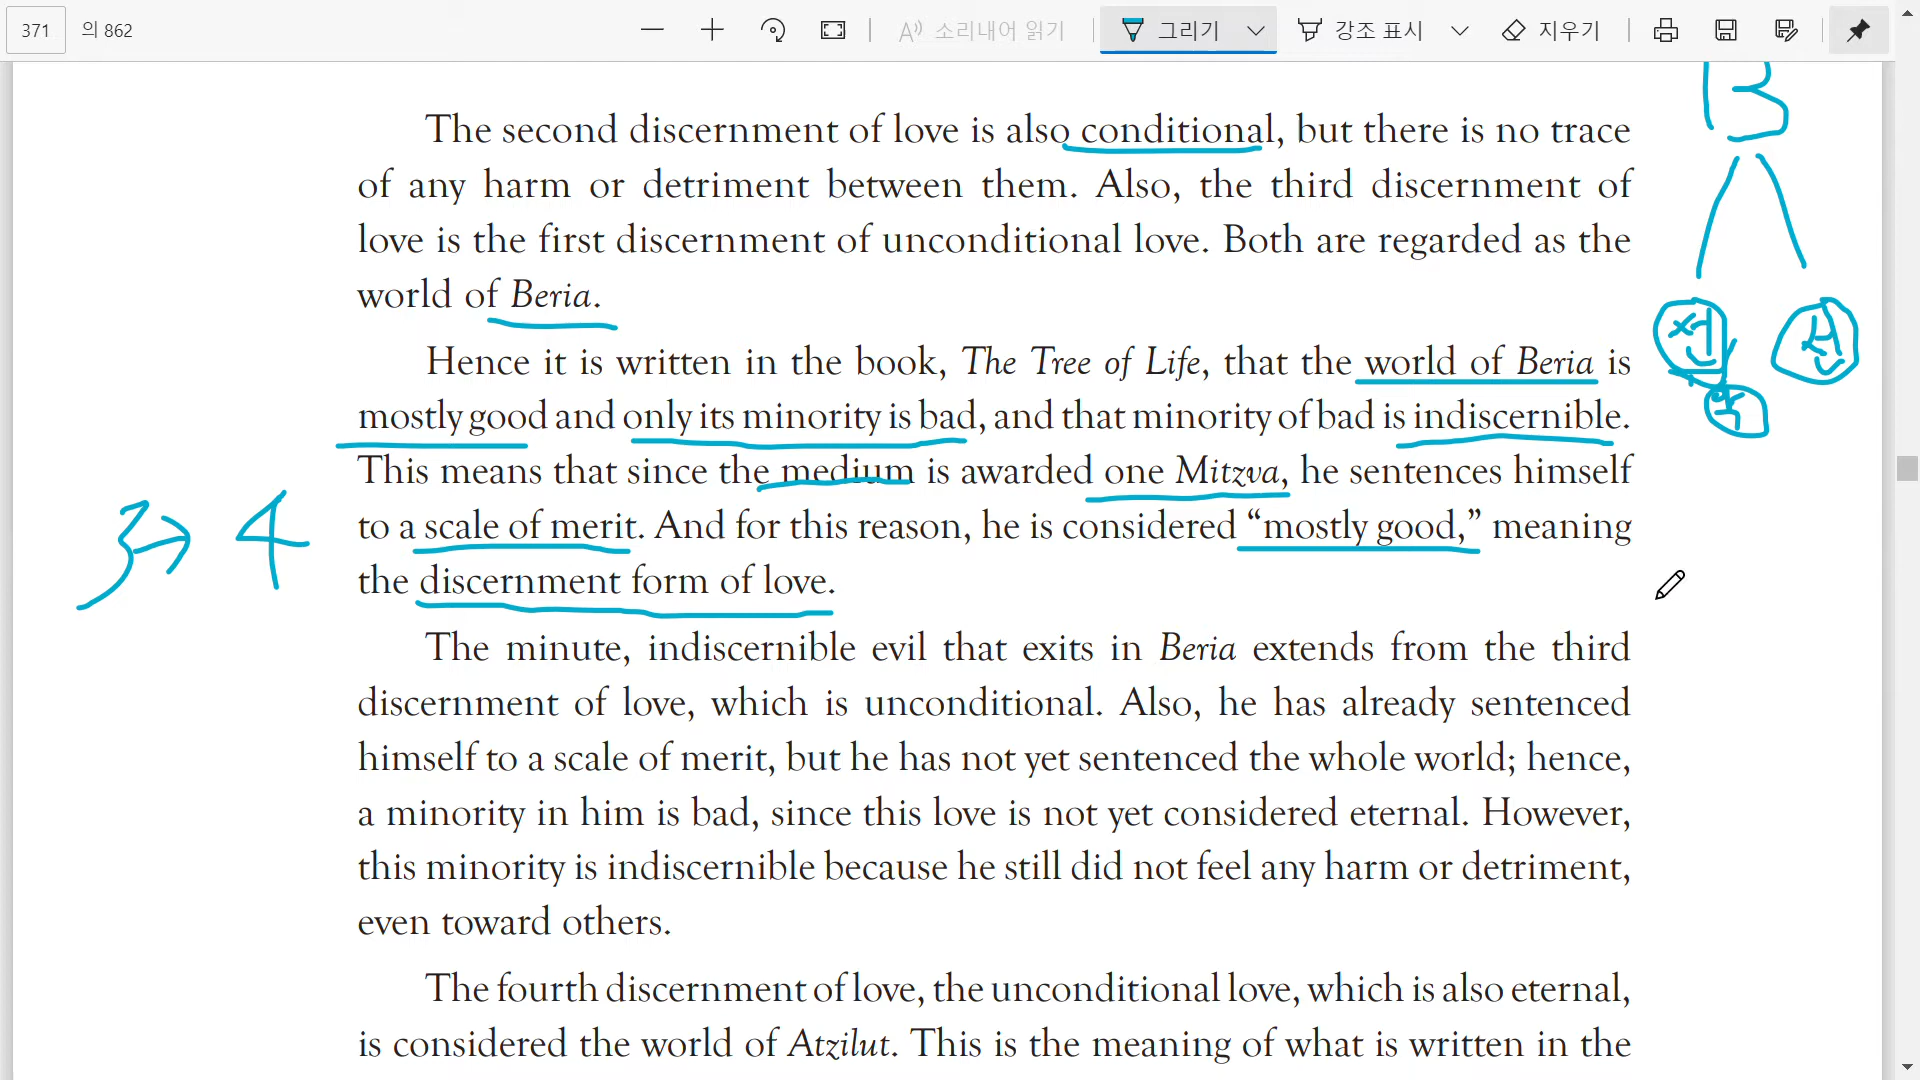 371 의 862 소리내어 읽기 그리기 강조 표시 지우기
B
The second discernment of love is also conditional, but there is no trace
of any harm or detriment between them. Also, the third discernment of
love is the first discernment of unconditional love. Both are regarded as the
world of Beria.
Hence it is written in the book, The Tree of Life, that the world of Beria is
mostly good and only its minority is bad, and that minority of bad is indiscernible.
This means that since the medium is awarded one Mitzva, he sentences himself
to a scale of merit. And for this reason, he is considered “mostly good,” meaning
3 → 4
the discernment form of love.
The minute, indiscernible evil that exits in Beria extends from the third
discernment of love, which is unconditional. Also, he has already sentenced
himself to a scale of merit, but he has not yet sentenced the whole world; hence,
a minority in him is bad, since this love is not yet considered eternal. However,
this minority is indiscernible because he still did not feel any harm or detriment,
even toward others.
The fourth discernment of love, the unconditional love, which is also eternal,
is considered the world of Atzilut. This is the meaning of what is written in the